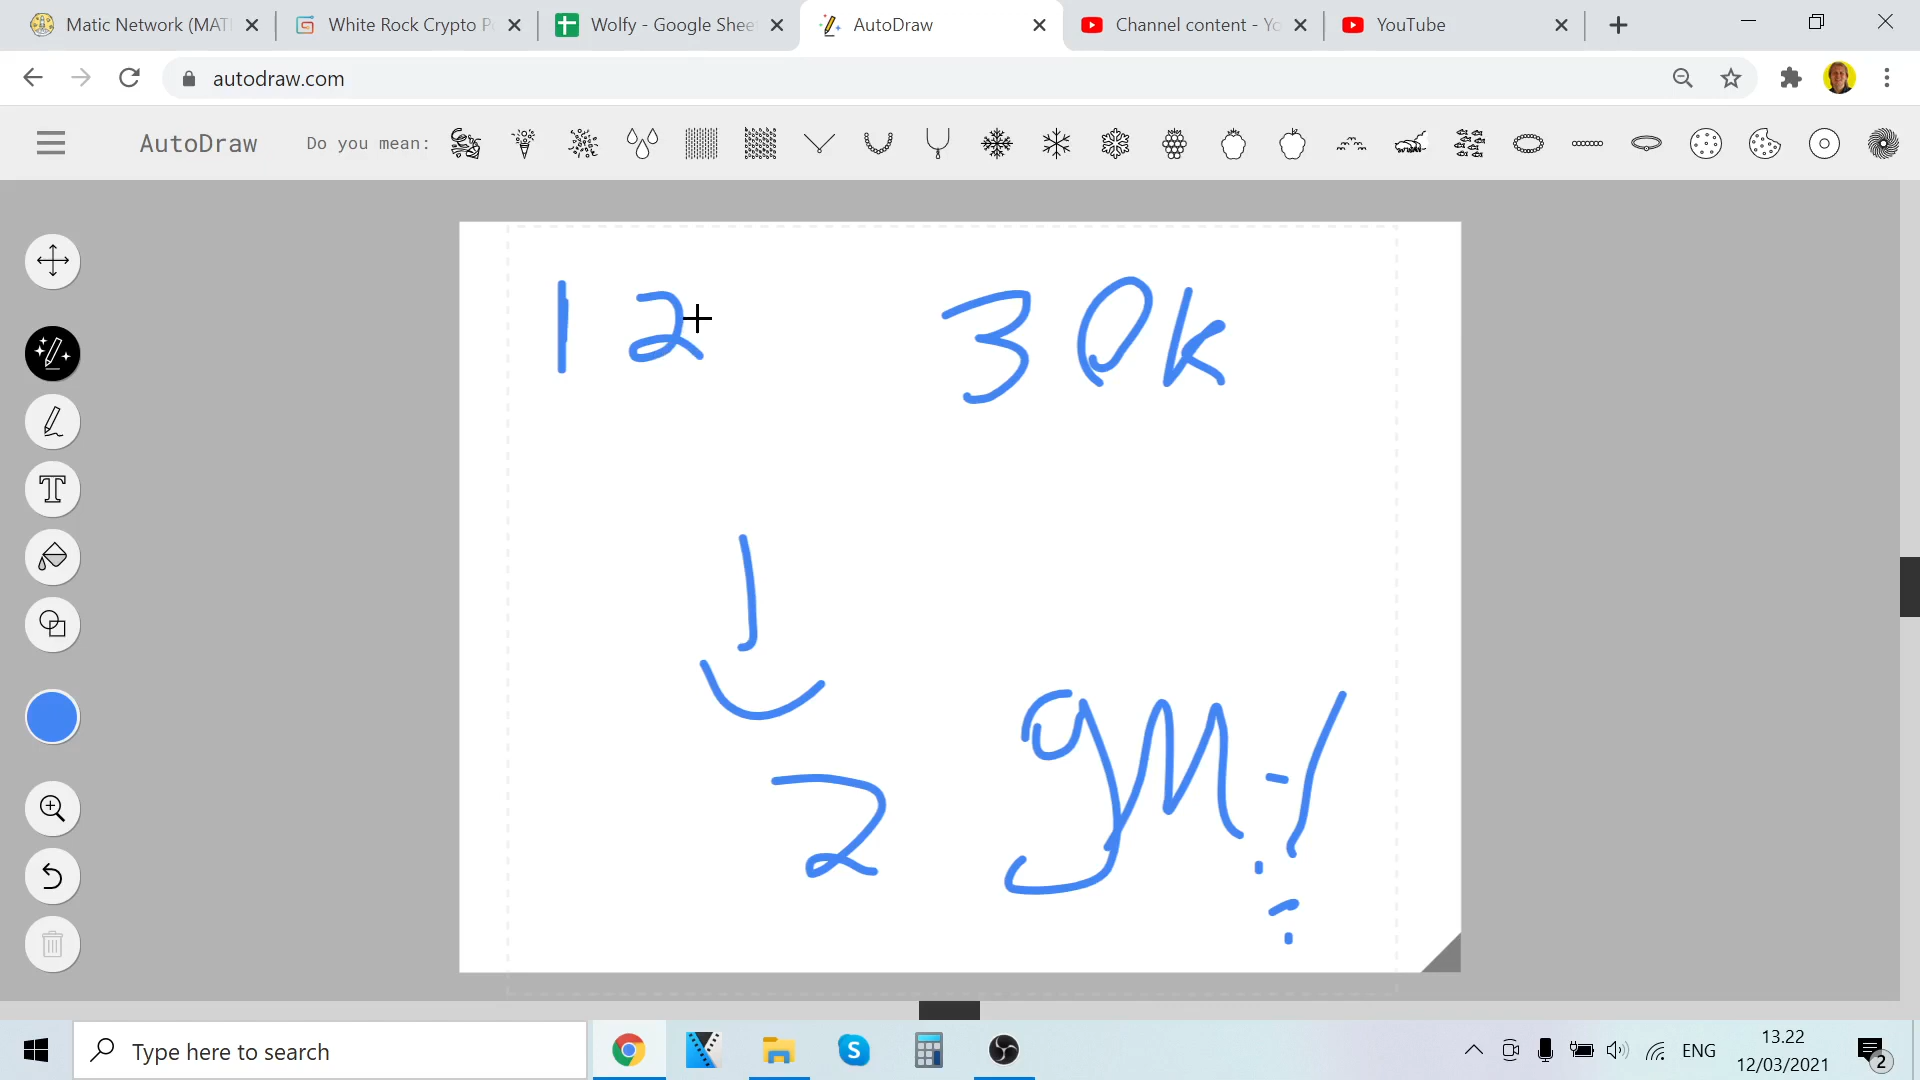 Matic Network (MAT White Rock Crypto P Wolfy - Google Shee AutoDraw Channel content - Yo YouTube
autodraw.com
AutoDraw Do you mean:
12 30k
1
2 gm
Type here to search
ENG 13.22
12/03/2021
2